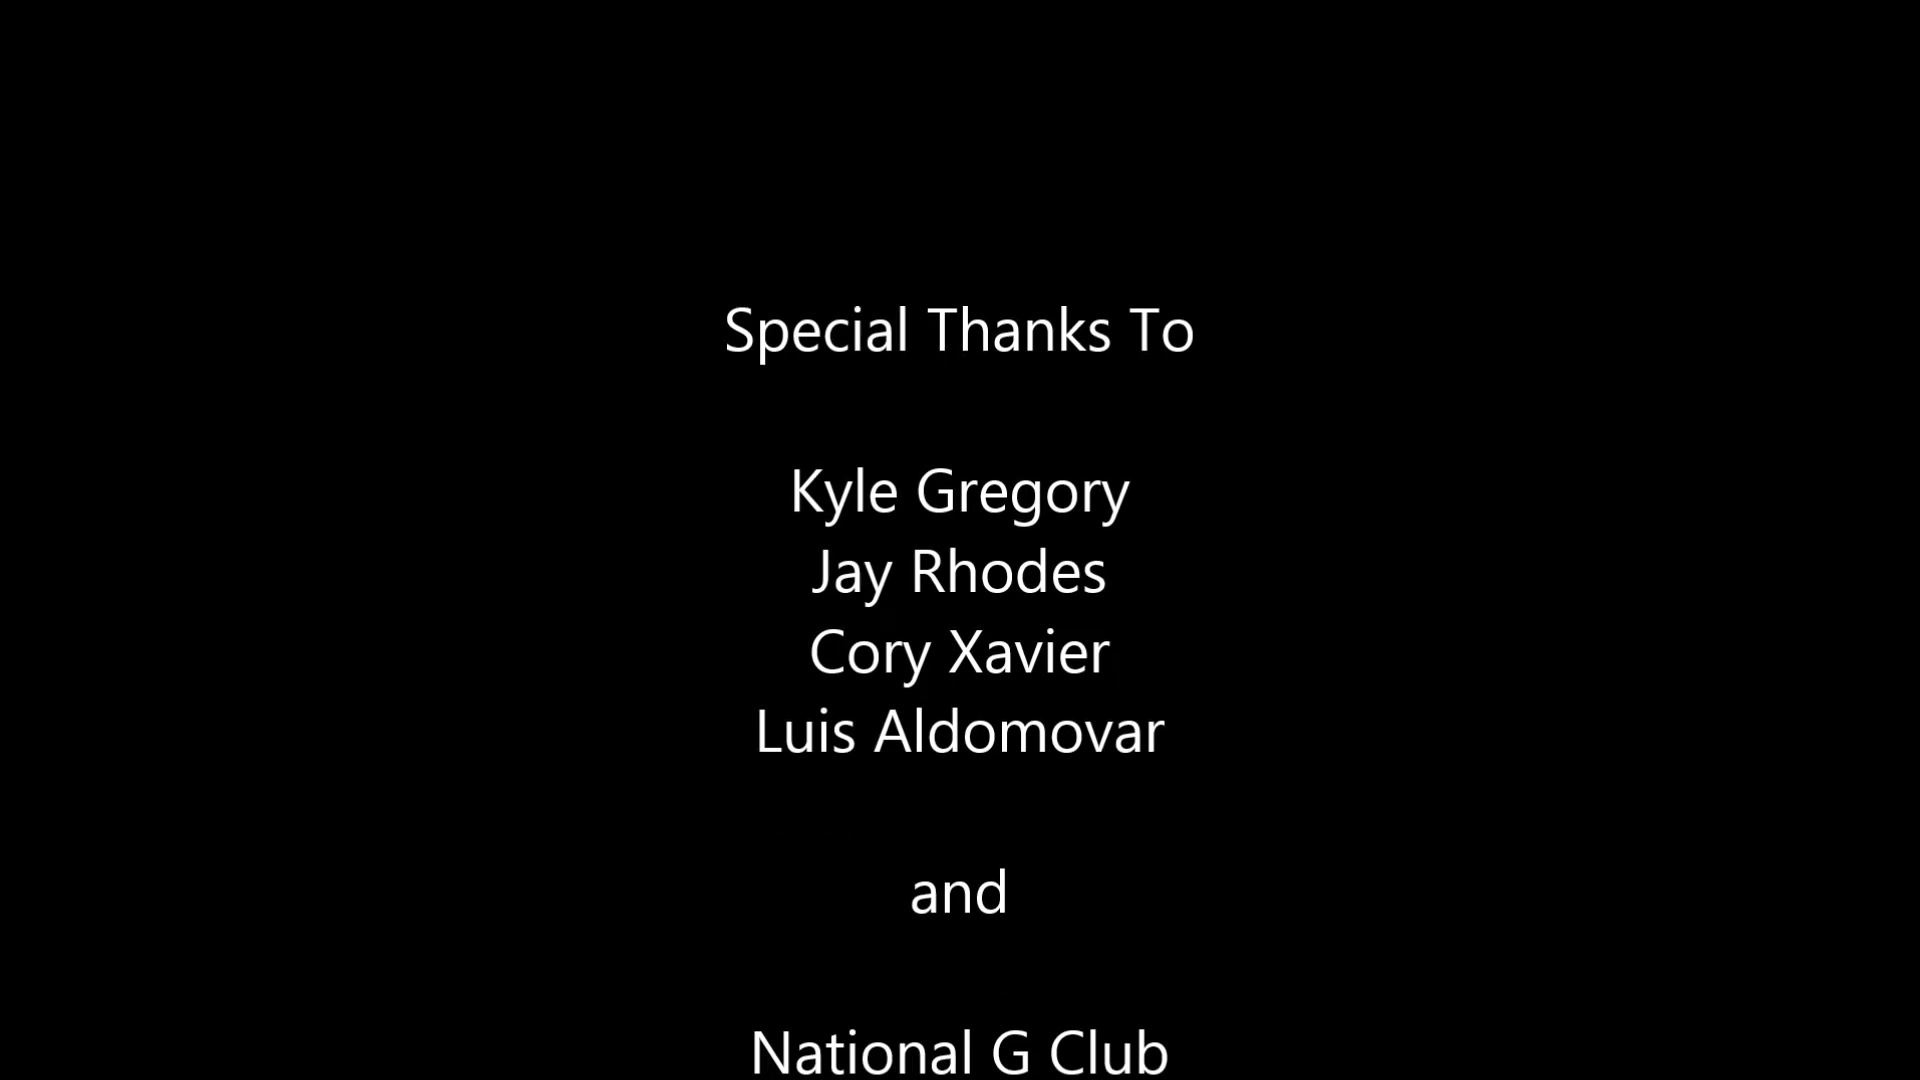 Special Thanks To
Kyle Gregory
Jay Rhodes
Cory Xavier
Luis Aldomovar
and
National G Club